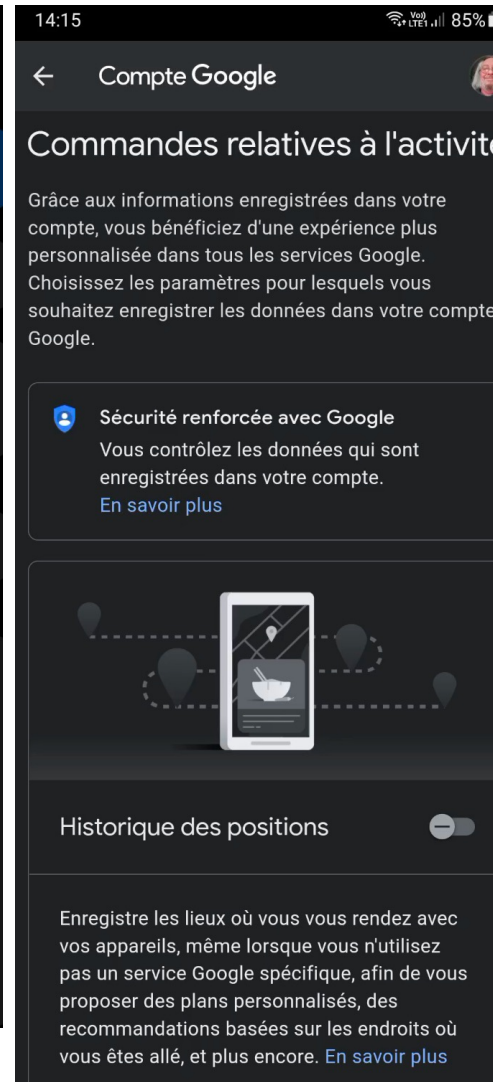 14:15 Vo) LTE1 85%
Compte Google
Commandes relatives à l'activité
Grâce aux informations enregistrées dans votre
compte, vous bénéficiez d'une expérience plus
personnalisée dans tous les services Google.
Choisissez les paramètres pour lesquels vous
souhaitez enregistrer les données dans votre compte
Google.
Sécurité renforcée avec Google
Vous contrôlez les données qui sont
enregistrées dans votre compte.
En savoir plus
Historique des positions
Enregistre les lieux où vous vous rendez avec
vos appareils, même lorsque vous n'utilisez
pas un service Google spécifique, afin de vous
proposer des plans personnalisés, des
recommandations basées sur les endroits où
vous êtes allé, et plus encore. En savoir plus